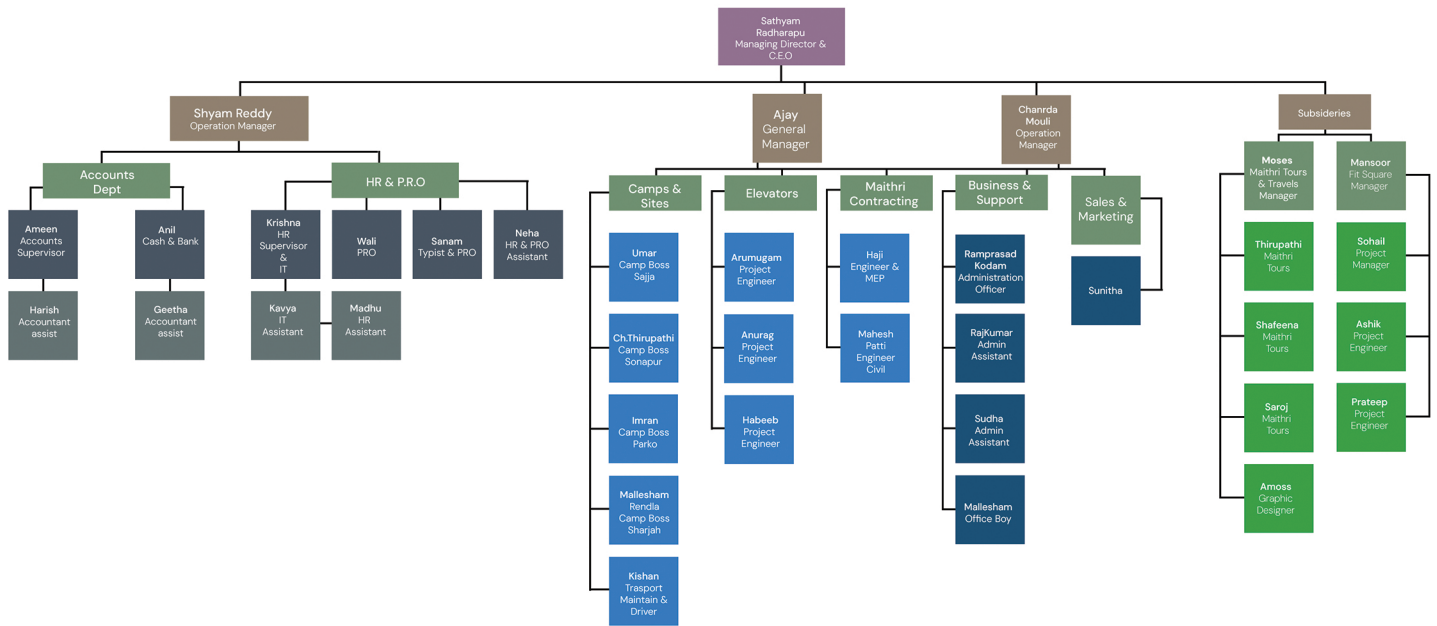 Sathyam
Radharapu
Managing Director &
C.E.O
Shyam Reddy
Operation Manager
Ajay
General
Manager
Chanrda
Mouli
Operation
Manager
Subsideries
Accounts
Dept
HR & P.R.O
Camps &
Sites
Elevators
Maithri
Contracting
Business &
Support
Sales &
Marketing
Moses
Maithri Tours
& Travels
Manager
Mansoor
Fit Square
Manager
Ameen
Accounts
Supervisor
Anil
Cash & Bank
Krishna
HR
Supervisor
&
IT
Wali
PRO
Sanam
Typist & PRO
Neha
HR & PRO
Assistant
Harish
Accountant
assist
Geetha
Accountant
assist
Kavya
IT
Assistant
Madhu
HR
Assistant
Umar
Camp Boss
Sajja
Ch.Thirupathi
Camp Boss
Sonapur
Imran
Camp Boss
Parko
Mallesham
Rendla
Camp Boss
Sharjah
Kishan
Trasport
Maintain &
Driver
Arumugam
Project
Engineer
Anurag
Project
Engineer
Habeeb
Project
Engineer
Haji
Engineer &
MEP
Mahesh
Patti
Engineer
Civil
Ramprasad
Kodam
Administration
Officer
RajKumar
Admin
Assistant
Sudha
Admin
Assistant
Mallesham
Office Boy
Sunitha
Thirupathi
Maithri
Tours
Shafeena
Maithri
Tours
Saroj
Maithri
Tours
Amoss
Graphic
Designer
Sohail
Project
Manager
Ashik
Project
Engineer
Prateep
Project
Engineer